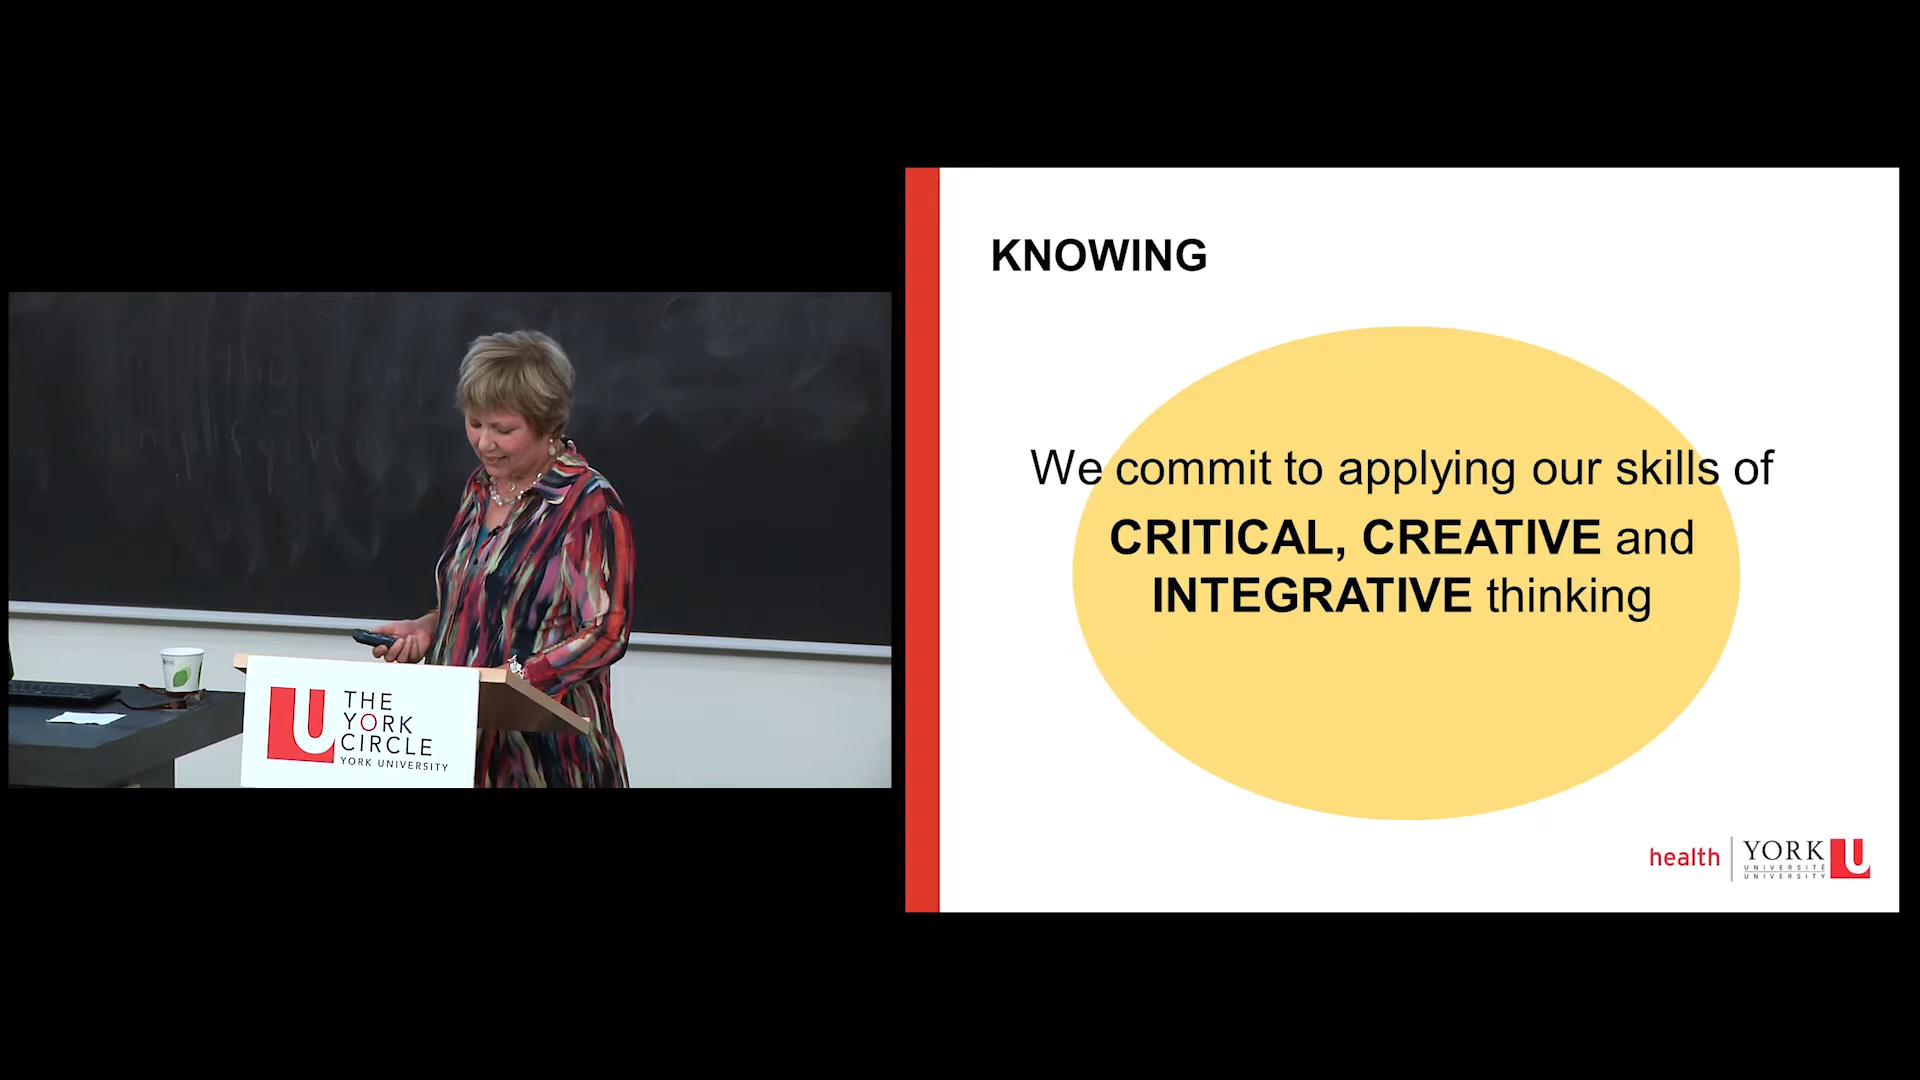 KNOWING
We commit to applying our skills of
CRITICAL, CREATIVE and
INTEGRATIVE thinking
health
YORK
UNIVERSITÉ
UNIVERSITY
U
U
THE
YORK
CIRCLE
YORK UNIVERSITY